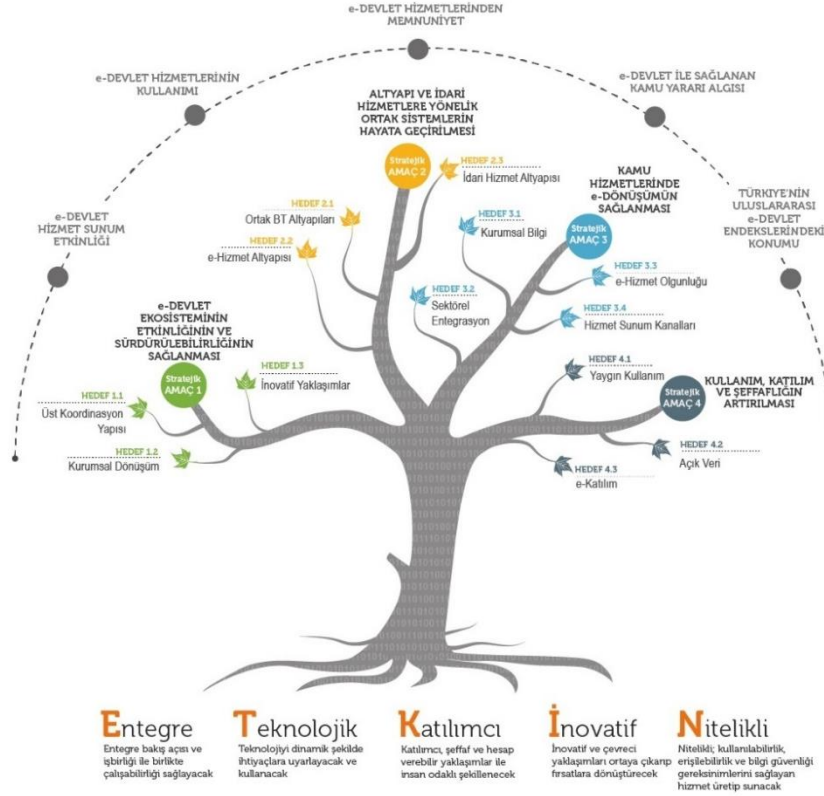 e-DEVLET HİZMETLERİNDEN
MEMNUNİYET
e-DEVLET HİZMETLERİNİN
KULLANIMI
e-DEVLET İLE SAĞLANAN
KAMU YARARI ALGISI
e-DEVLET
HİZMET SUNUM
ETKİNLİĞİ
TÜRKİYE'NİN
ULUSLARARASI
e-DEVLET
ENDEKSLERİNDEKİ
KONUMU
ALTYAPI VE İDARİ
HİZMETLERE YÖNELİK
ORTAK SİSTEMLERİN
HAYATA GEÇİRİLMESİ
Stratejik
AMAÇ 2
HEDEF 2.3
İdari Hizmet Altyapısı
HEDEF 2.1
Ortak BT Altyapıları
HEDEF 2.2
e-Hizmet Altyapısı
KAMU
HİZMETLERİNDE
e-DÖNÜŞÜMÜN
SAĞLANMASI
Stratejik
AMAÇ 3
HEDEF 3.1
Kurumsal Bilgi
HEDEF 3.3
e-Hizmet Olgunluğu
HEDEF 3.2
Sektörel
Entegrasyon
HEDEF 3.4
Hizmet Sunum Kanalları
e-DEVLET
EKOSİSTEMİNİN
ETKİNLİĞİNİN VE
SÜRDÜRÜLEBİLİRLİĞİNİN
SAĞLANMASI
Stratejik
AMAÇ 1
HEDEF 1.3
İnovatif Yaklaşımlar
HEDEF 1.1
Üst Koordinasyon
Yapısı
HEDEF 1.2
Kurumsal Dönüşüm
HEDEF 4.1
Yaygın Kullanım
Stratejik
AMAÇ 4
KULLANIM, KATILIM
VE ŞEFFAFLIĞIN
ARTIRILMASI
HEDEF 4.2
Açık Veri
HEDEF 4.3
e-Katılım
Entegre
Entegre bakış açısı ve
işbirliği ile birlikte
çalışabilirliği sağlayacak
Teknolojik
Teknolojiyi dinamik şekilde
ihtiyaçlara uyarlayacak ve
kullanacak
Katılımcı
Katılımcı, şeffaf ve hesap
verebilir yaklaşımlar ile
insan odaklı şekillenecek
İnovatif
İnovatif ve çevreci
yaklaşımları ortaya çıkarıp
fırsatlara dönüştürecek
Nitelikli
Nitelikli; kullanılabilirlik,
erişilebilirlik ve bilgi güvenliği
gereksinimlerini sağlayan
hizmet üretip sunacak